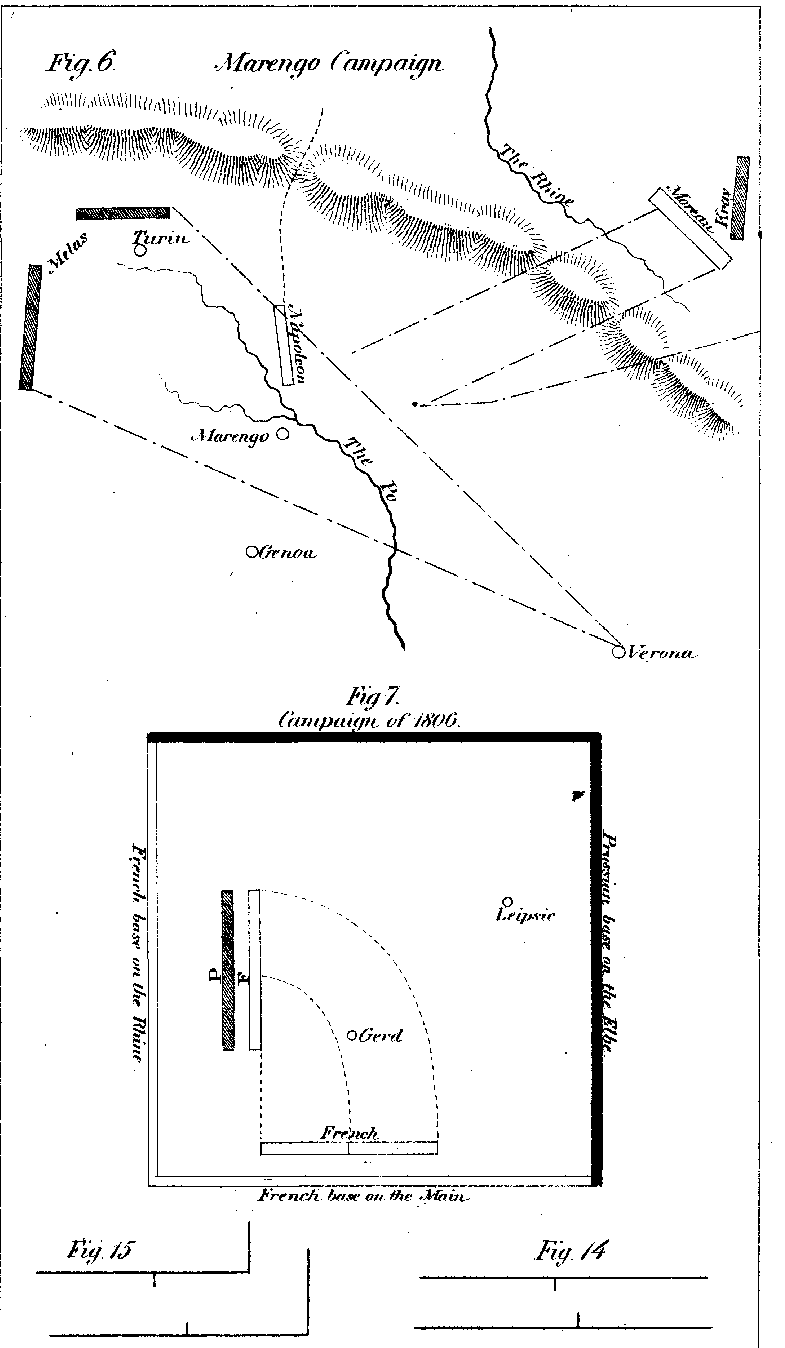 Fig. 6.
Marengo Campaign
The Rhine
Moreau
Kray
Melas
Turin
Napoleon
Marengo
The Po
Genoa
Verona
Fig 7.
Campaign of 1806.
French base on the Rhine
Prussian base on the Elbe
Leipsic
P
F
Gerd
French
French base on the Main
Fig. 15
Fig. 14